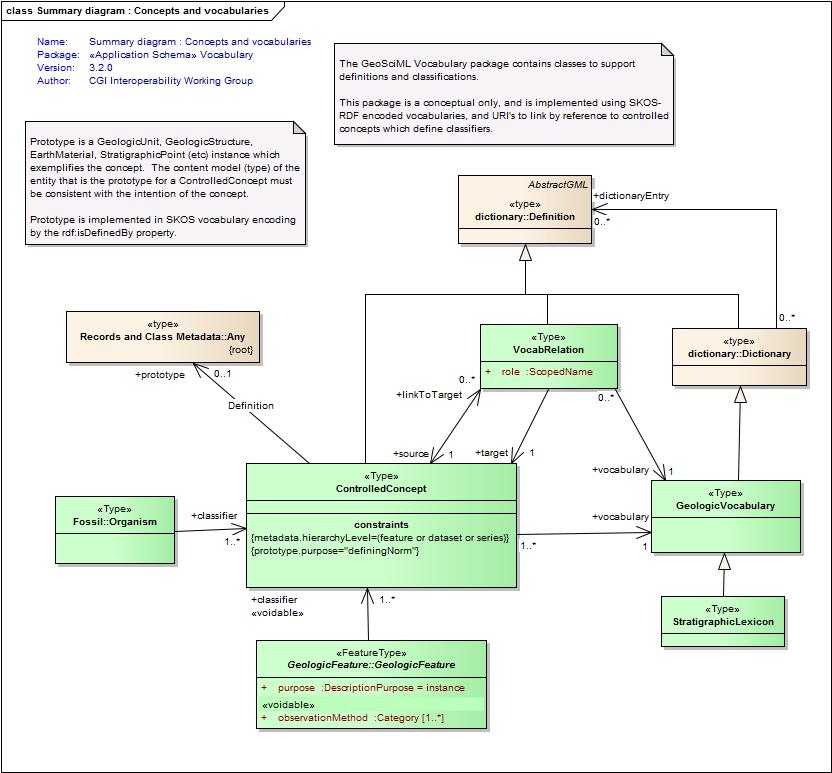 class Summary diagram : Concepts and vocabularies
Name: Summary diagram : Concepts and vocabularies
Package: «Application Schema» Vocabulary
Version: 3.2.0
Author: CGI Interoperability Working Group
The GeoSciML Vocabulary package contains classes to support
definitions and classifications.
This package is a conceptual only, and is implemented using SKOS-
RDF encoded vocabularies, and URI's to link by reference to controlled
concepts which define classifiers.
Prototype is a GeologicUnit, GeologicStructure,
EarthMaterial, StratigraphicPoint (etc) instance which
exemplifies the concept. The content model (type) of the
entity that is the prototype for a ControlledConcept must
be consistent with the intention of the concept.
Prototype is implemented in SKOS vocabulary encoding
by the rdf:isDefinedBy property.
AbstractGML
«type»
dictionary::Definition
+dictionaryEntry
0..*
0..*
«type»
Records and Class Metadata::Any
{root}
+prototype 0..1
Definition
«Type»
VocabRelation
+ role :ScopedName
«type»
dictionary::Dictionary
0..*
+linkToTarget
0..*
+source 1
+target 1
+vocabulary 1
«Type»
ControlledConcept
constraints
{metadata.hierarchyLevel=(feature or dataset or series)}
{prototype.purpose="definingNorm"}
«Type»
GeologicVocabulary
+vocabulary
1..*
1
«Type»
Fossil::Organism
+classifier
1..*
+classifier
«voidable»
1..*
«Type»
StratigraphicLexicon
«FeatureType»
GeologicFeature::GeologicFeature
+ purpose :DescriptionPurpose = instance
«voidable»
+ observationMethod :Category [1..*]